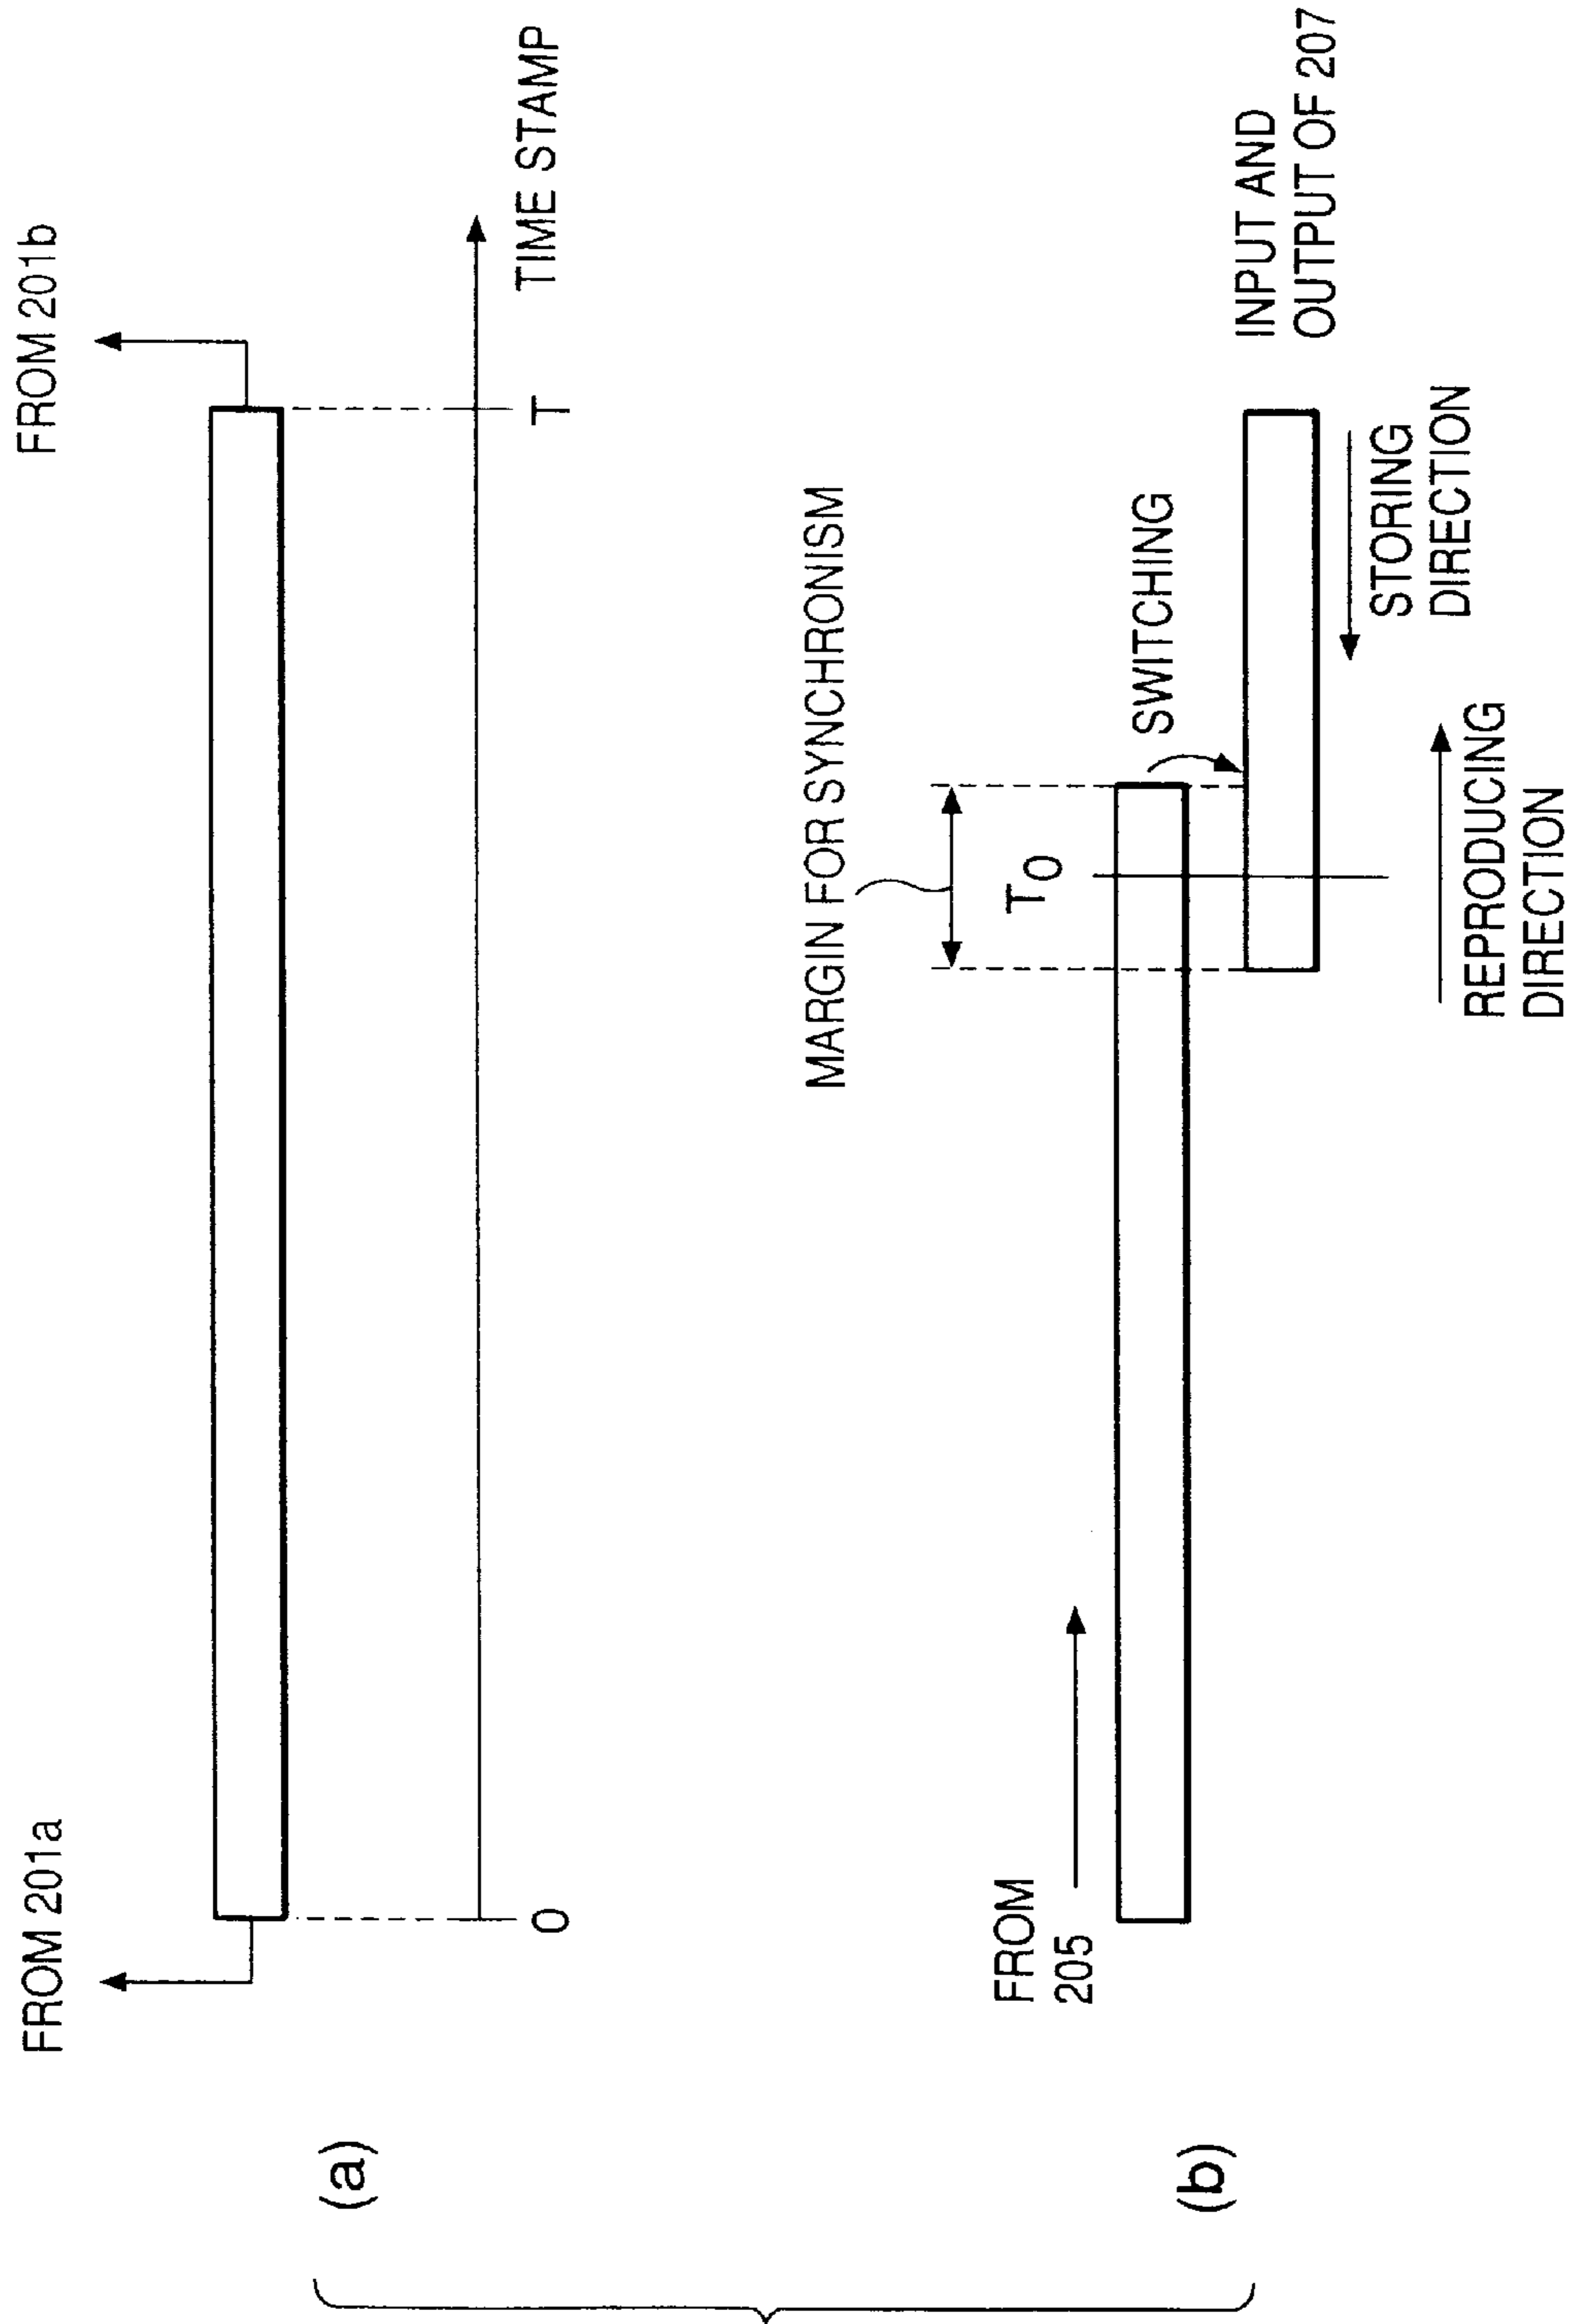 FROM 201a
FROM 201b
(a)
0
T
TIME STAMP
MARGIN FOR SYNCHRONISM
FROM
205
T0
SWITCHING
(b)
INPUT AND
OUTPUT OF 207
STORING
DIRECTION
REPRODUCING
DIRECTION